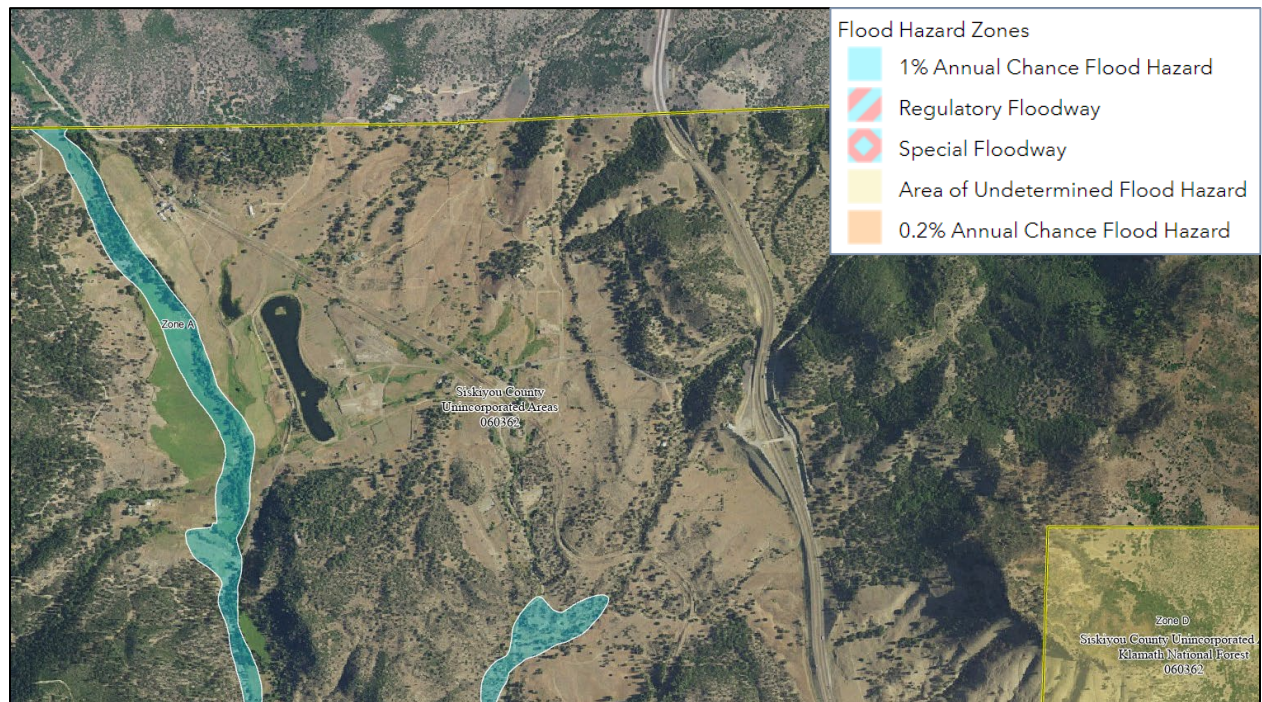 Flood Hazard Zones
1% Annual Chance Flood Hazard
Regulatory Floodway
Special Floodway
Area of Undetermined Flood Hazard
0.2% Annual Chance Flood Hazard
Zone A
Siskiyou County
Unincorporated Areas
060362
Zone D
Siskiyou County Unincorporated
Klamath National Forest
060362